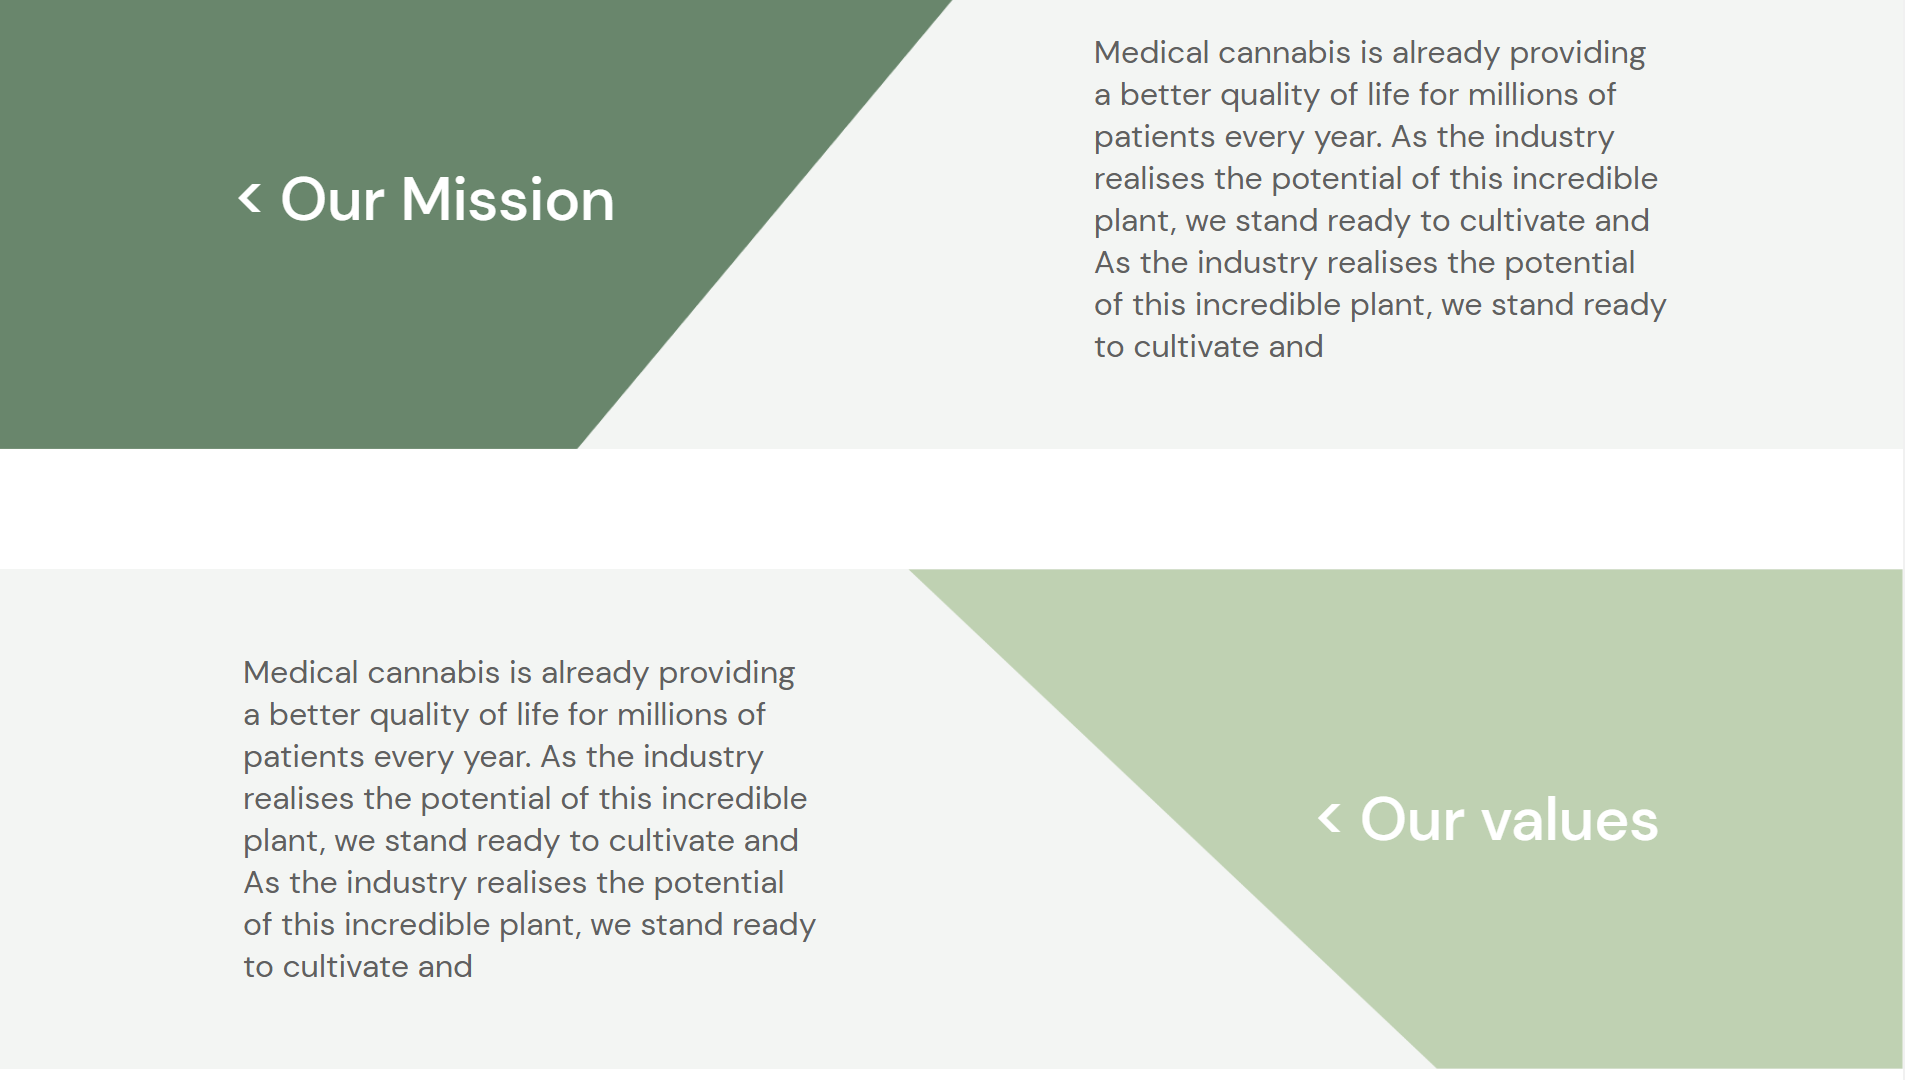 < Our Mission
Medical cannabis is already providing
a better quality of life for millions of
patients every year. As the industry
realises the potential of this incredible
plant, we stand ready to cultivate and
As the industry realises the potential
of this incredible plant, we stand ready
to cultivate and
Medical cannabis is already providing
a better quality of life for millions of
patients every year. As the industry
realises the potential of this incredible
plant, we stand ready to cultivate and
As the industry realises the potential
of this incredible plant, we stand ready
to cultivate and
< Our values